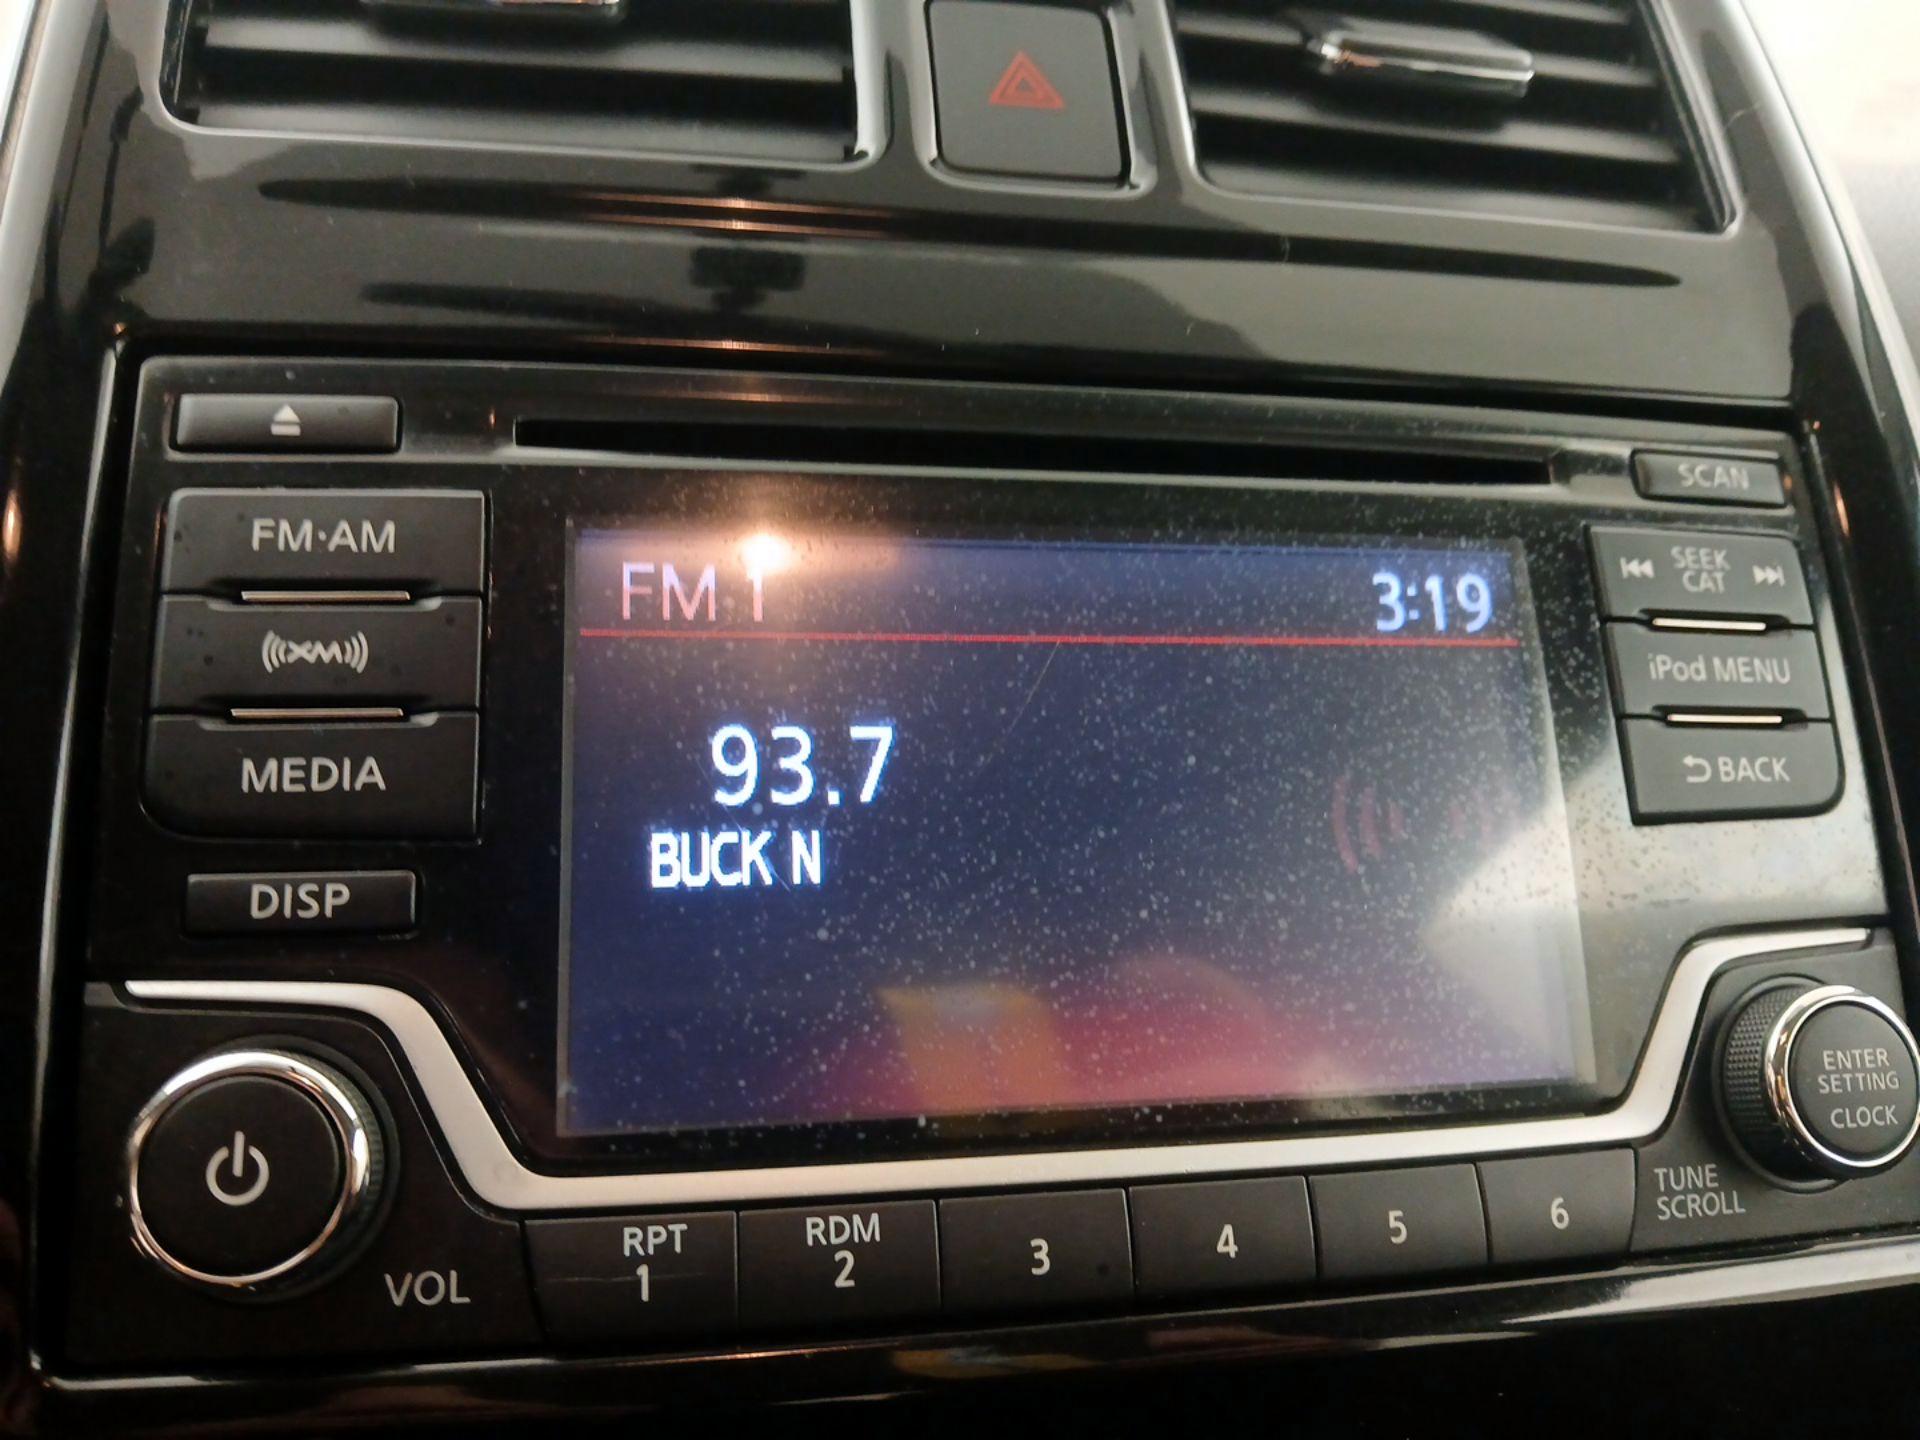 SCAN
FM·AM
SEEK
CAT
FM 1
3:19
XM
iPod MENU
93.7
MEDIA
BACK
BUCK N
DISP
ENTER
SETTING
CLOCK
TUNE
SCROLL
VOL
RPT
1
RDM
2
3
4
5
6